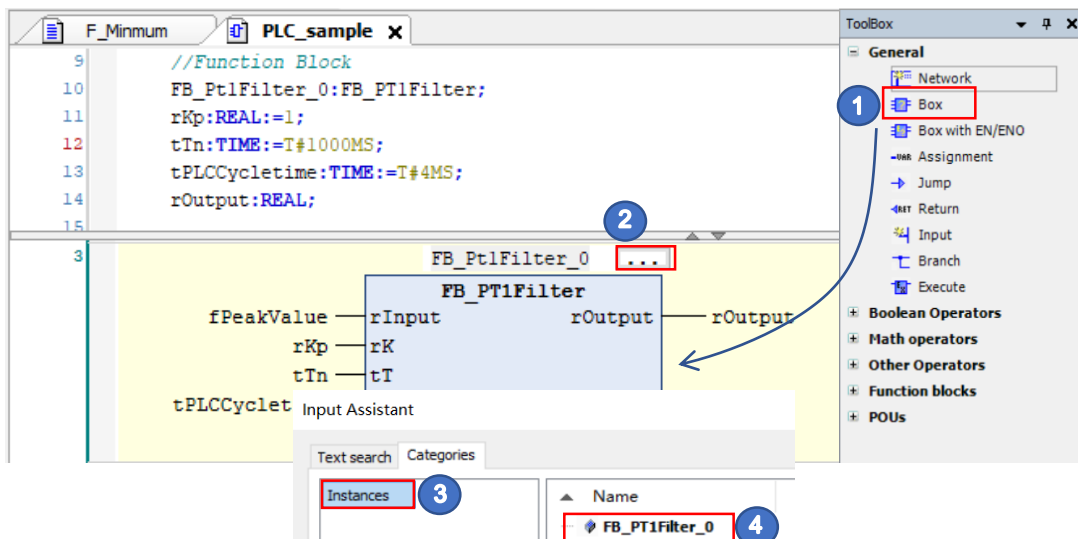 F_Minmum
PLC_sample
9 //Function Block
10 FB_Pt1Filter_0:FB_PT1Filter;
11 rKp:REAL:=1;
12 tTn:TIME:=T#1000MS;
13 tPLCCycletime:TIME:=T#4MS;
14 rOutput:REAL;
15
2
3 FB_Pt1Filter_0 ...
FB_PT1Filter
fPeakValue rInput rOutput rOutput
rKp rK
tTn tT
tPLCCyclet
Input Assistant
Text search Categories
Instances 3
Name
FB_PT1Filter_0 4
ToolBox
General
Network
1 Box
Box with EN/ENO
VAR Assignment
Jump
RET Return
Input
Branch
Execute
Boolean Operators
Math operators
Other Operators
Function blocks
POUs